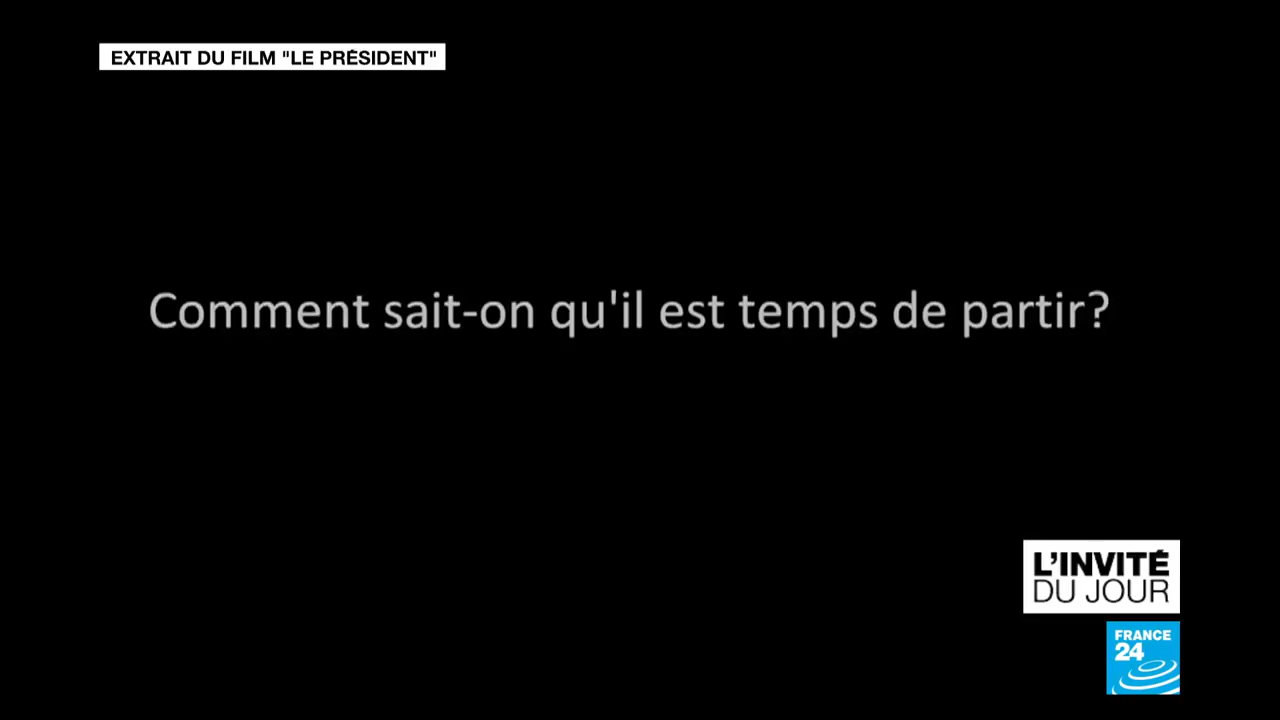 EXTRAIT DU FILM "LE PRÉSIDENT"
Comment sait-on qu'il est temps de partir?
L'INVITÉ
DU JOUR
FRANCE
24